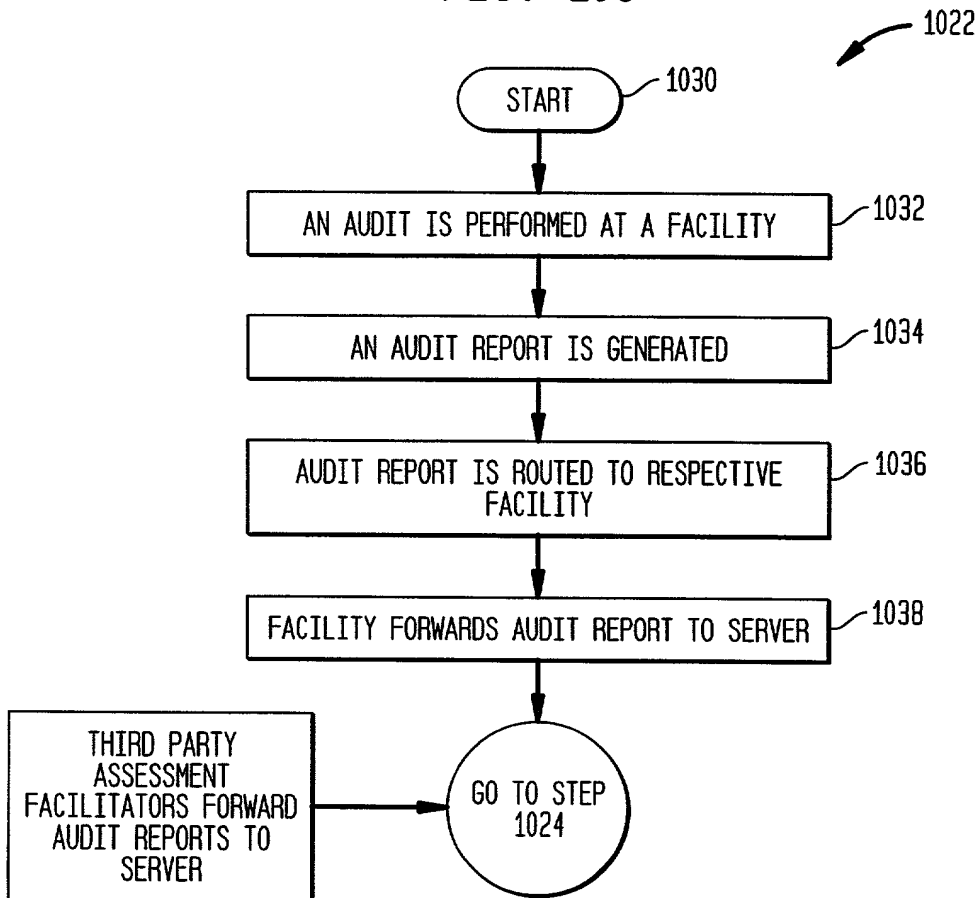 1022
START
1030
AN AUDIT IS PERFORMED AT A FACILITY
1032
AN AUDIT REPORT IS GENERATED
1034
AUDIT REPORT IS ROUTED TO RESPECTIVE
FACILITY
1036
FACILITY FORWARDS AUDIT REPORT TO SERVER
1038
THIRD PARTY
ASSESSMENT
FACILITATORS FORWARD
AUDIT REPORTS TO
SERVER
GO TO STEP
1024